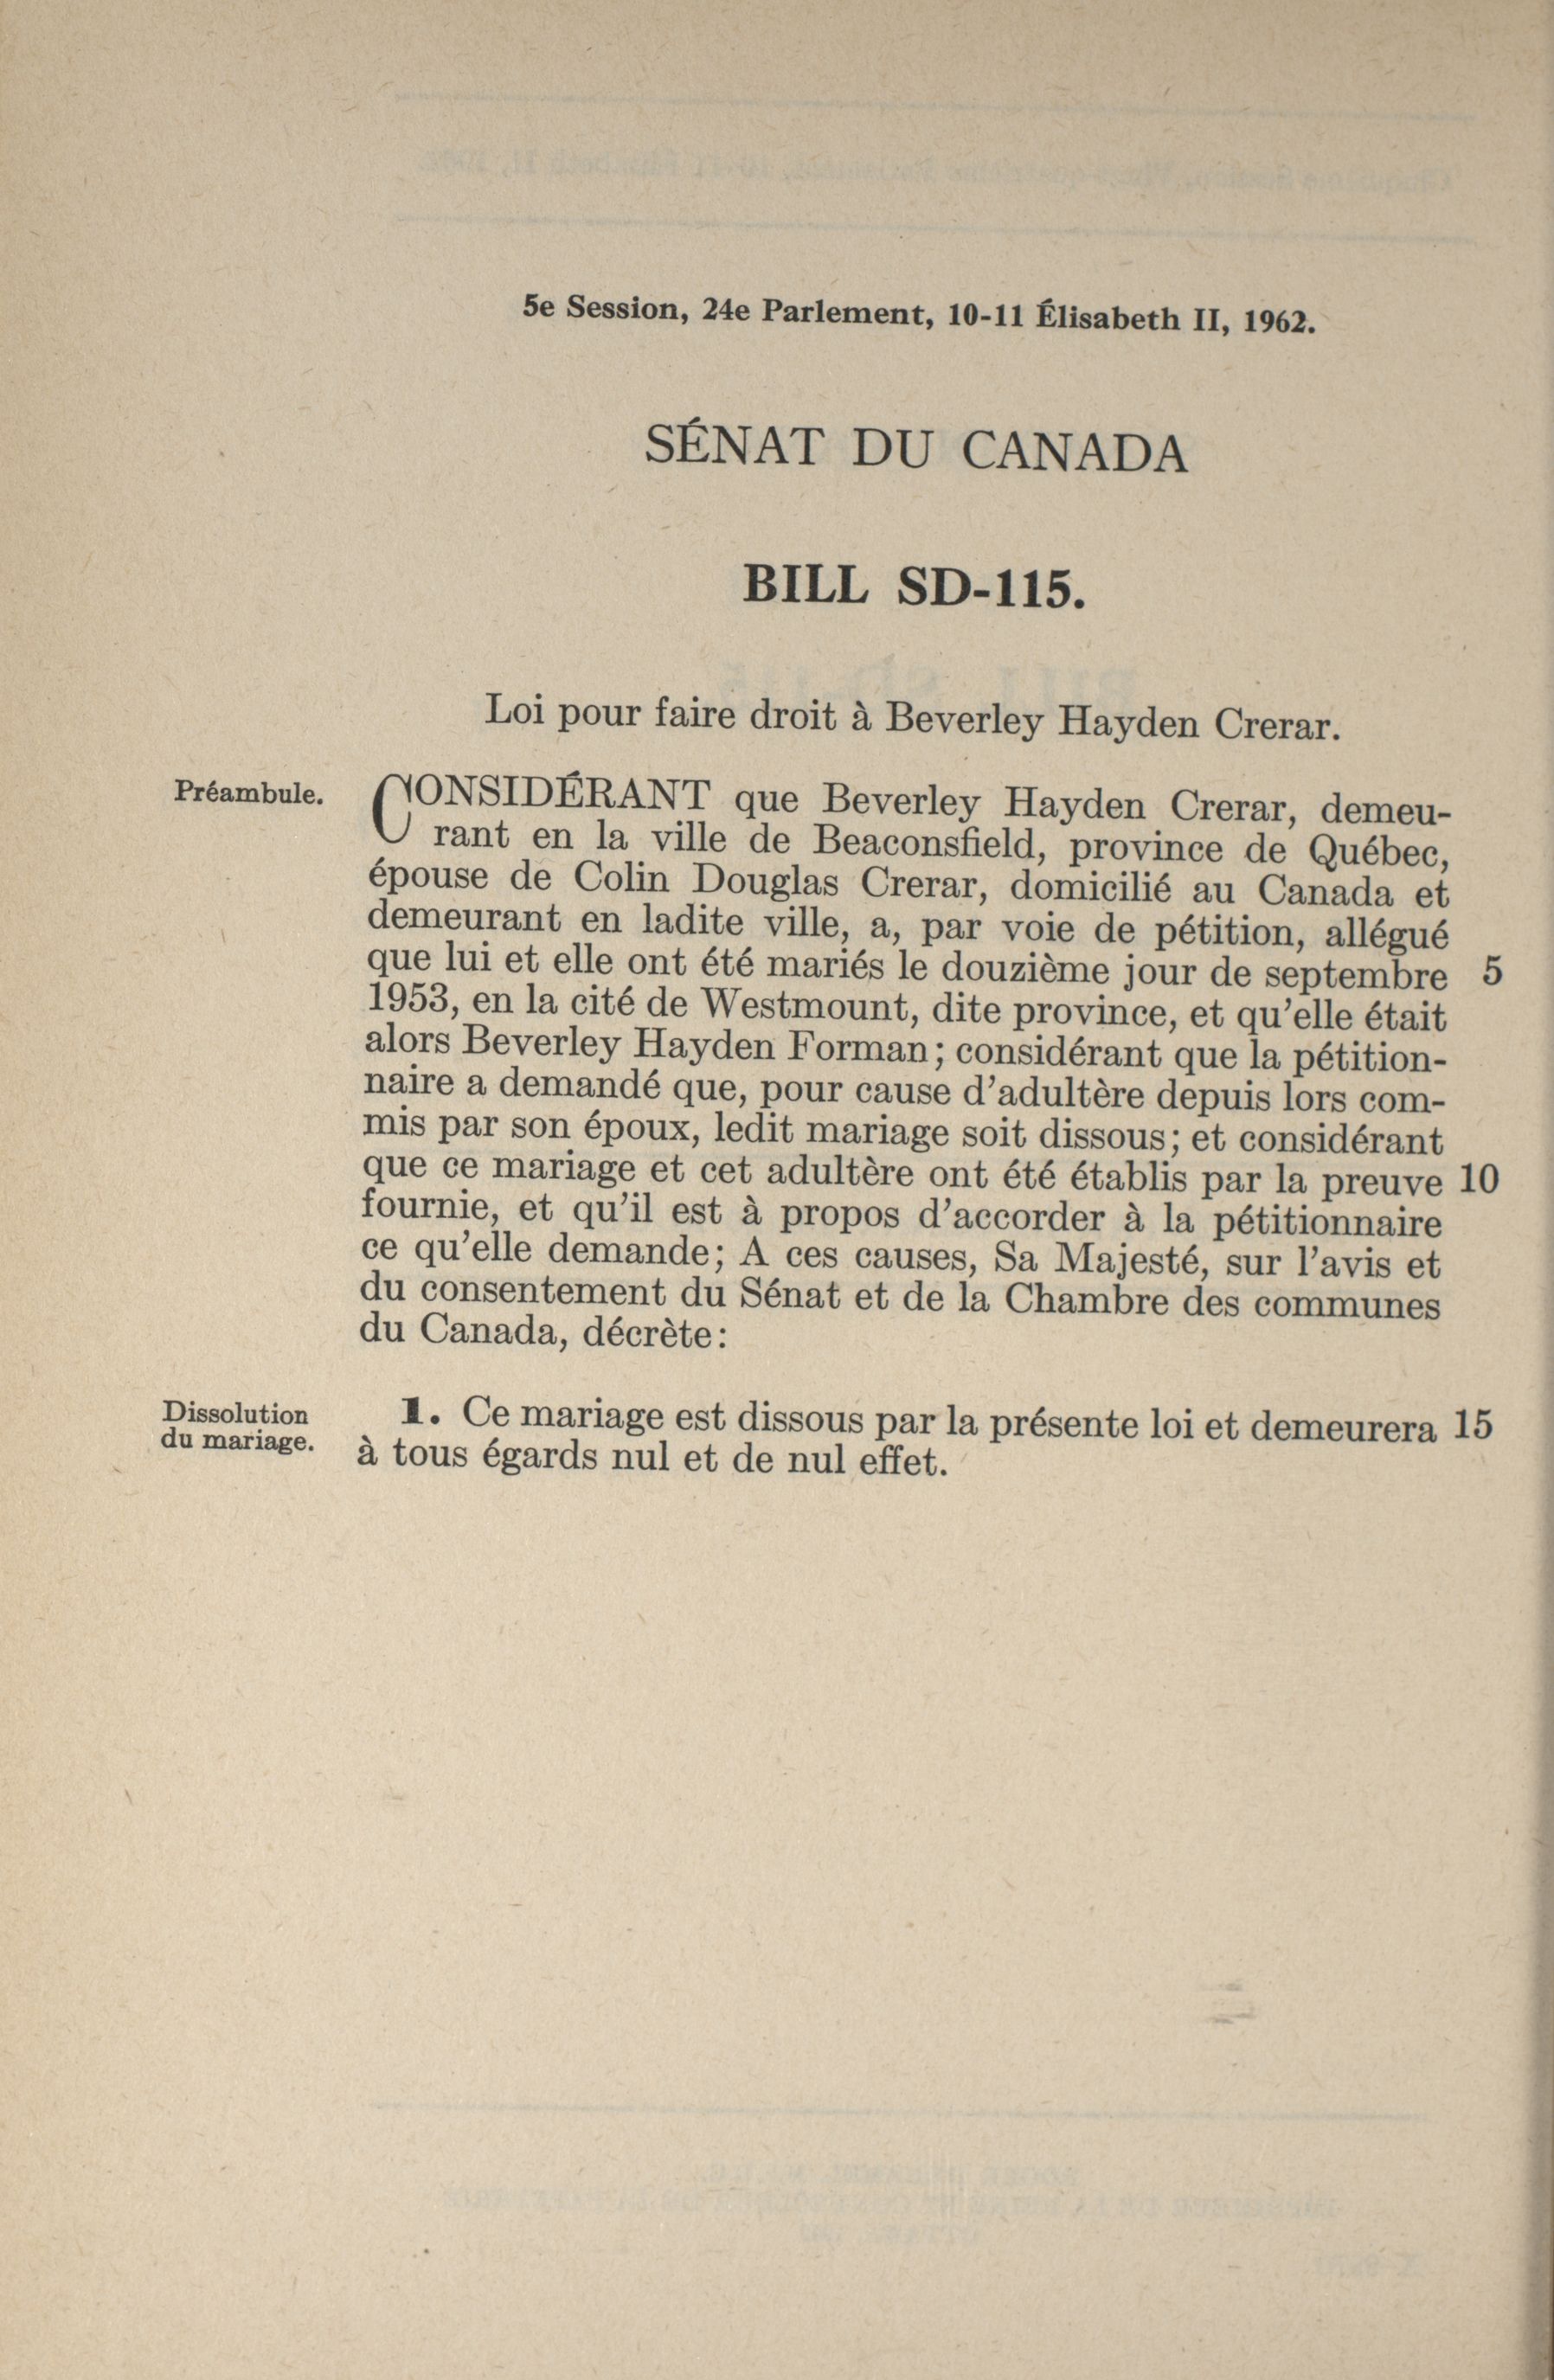 5e Session, 24e Parlement, 10-11 Élisabeth II, 1962.
SÉNAT DU CANADA
BILL SD-115.
Loi pour faire droit à Beverley Hayden Crerar.
Préambule.
CONSIDÉRANT que Beverley Hayden Crerar, demeu-
rant en la ville de Beaconsfield, province de Québec,
épouse de Colin Douglas Crerar, domicilié au Canada et
demeurant en ladite ville, a, par voie de pétition, allégué
que lui et elle ont été mariés le douzième jour de septembre 5
1953, en la cité de Westmount, dite province, et qu'elle était
alors Beverley Hayden Forman; considérant que la pétition-
naire a demandé que, pour cause d'adultère depuis lors com-
mis par son époux, ledit mariage soit dissous; et considérant
que ce mariage et cet adultère ont été établis par la preuve 10
fournie, et qu'il est à propos d'accorder à la pétitionnaire
ce qu'elle demande; A ces causes, Sa Majesté, sur l'avis et
du consentement du Sénat et de la Chambre des communes
du Canada, décrète:
Dissolution
du mariage.
1. Ce mariage est dissous par la présente loi et demeurera 15
à tous égards nul et de nul effet.